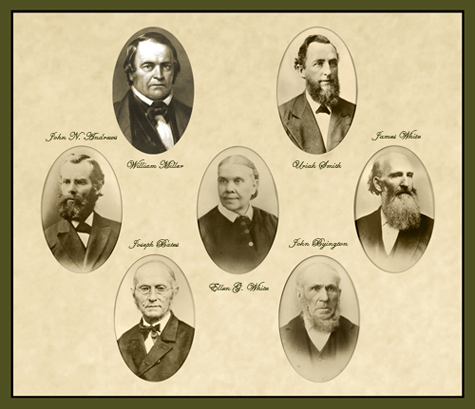 John N. Andrews
William Miller
Uriah Smith
James White
Joseph Bates
John Byington
Ellen G. White